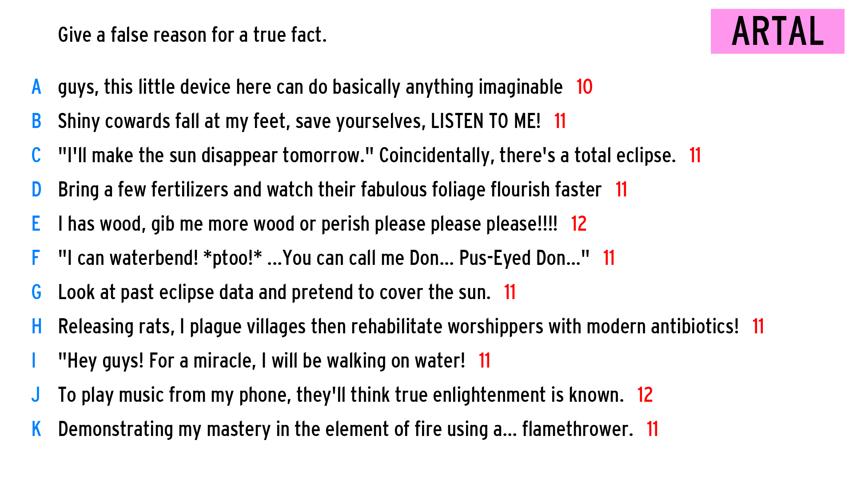 Give a false reason for a true fact.
ARTAL
A guys, this little device here can do basically anything imaginable 10
B Shiny cowards fall at my feet, save yourselves, LISTEN TO ME! 11
C "I'll make the sun disappear tomorrow." Coincidentally, there's a total eclipse. 11
D Bring a few fertilizers and watch their fabulous foliage flourish faster 11
E I has wood, gib me more wood or perish please please please!!!! 12
F "I can waterbend! *ptoo!* ...You can call me Don... Pus-Eyed Don..." 11
G Look at past eclipse data and pretend to cover the sun. 11
H Releasing rats, I plague villages then rehabilitate worshippers with modern antibiotics! 11
I "Hey guys! For a miracle, I will be walking on water! 11
J To play music from my phone, they'll think true enlightenment is known. 12
K Demonstrating my mastery in the element of fire using a... flamethrower. 11